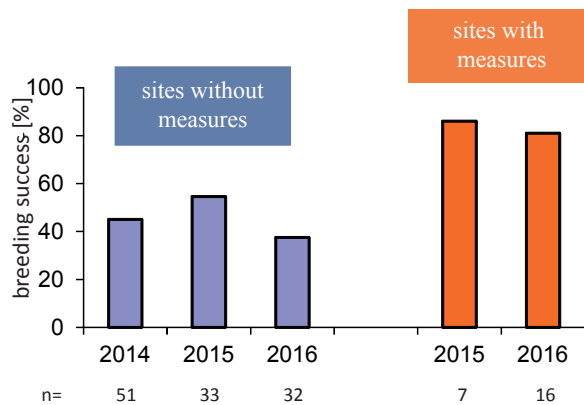 sites with
measures
sites without
measures
breeding success [%]
100
80
60
40
20
0
2014 2015 2016 2015 2016
n= 51 33 32 7 16